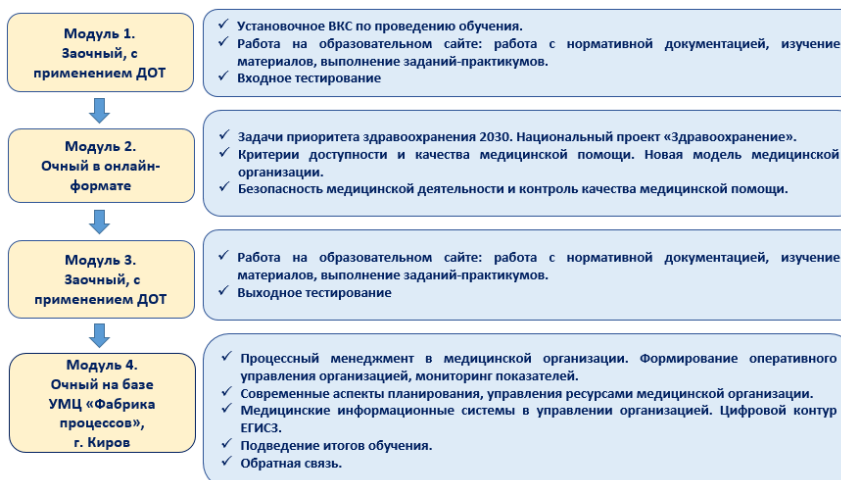 Модуль 1.
Заочный, с
применением ДОТ
✓ Установочное ВКС по проведению обучения.
✓ Работа на образовательном сайте: работа с нормативной документацией, изучение
материалов, выполнение заданий-практикумов.
✓ Входное тестирование
Модуль 2.
Очный в онлайн-
формате
✓ Задачи приоритета здравоохранения 2030. Национальный проект «Здравоохранение».
✓ Критерии доступности и качества медицинской помощи. Новая модель медицинской
организации.
✓ Безопасность медицинской деятельности и контроль качества медицинской помощи.
Модуль 3.
Заочный, с
применением ДОТ
✓ Работа на образовательном сайте: работа с нормативной документацией, изучение
материалов, выполнение заданий-практикумов.
✓ Выходное тестирование
Модуль 4.
Очный на базе
УМЦ «Фабрика
процессов»,
г. Киров
✓ Процессный менеджмент в медицинской организации. Формирование оперативного
управления организацией, мониторинг показателей.
✓ Современные аспекты планирования, управления ресурсами медицинской организации.
✓ Медицинские информационные системы в управлении организацией. Цифровой контур
ЕГИСЗ.
✓ Подведение итогов обучения.
✓ Обратная связь.